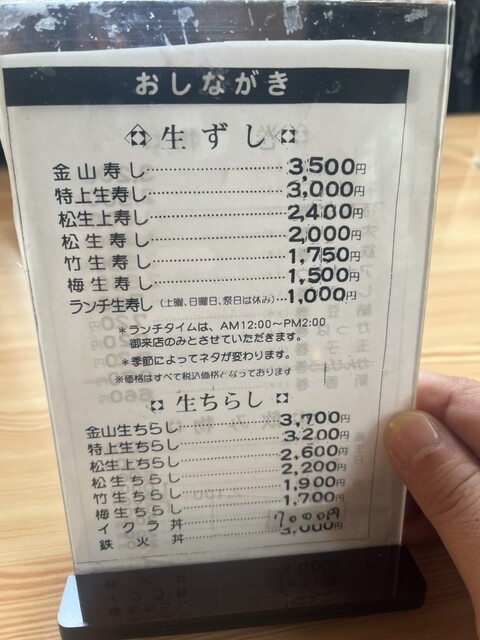 おしながき
生ずし
金山寿し 3,500円
特上生寿し 3,000円
松生上寿し 2,400円
松生寿し 2,000円
竹生寿し 1,750円
梅生寿し 1,500円
ランチ生寿し（土曜、日曜日、祭日は休み） 1,000円
＊ランチタイムは、AM12:00〜PM2:00
御来店のみとさせていただきます。
＊季節によってネタが変わります。
※価格はすべて税込価格となっております
生ちらし
金山生ちらし 3,700円
特上生ちらし 3,200円
松生上ちらし 2,600円
松生ちらし 2,200円
竹生ちらし 1,900円
梅生ちらし 1,700円
イクラ丼
鉄火丼 3,000円